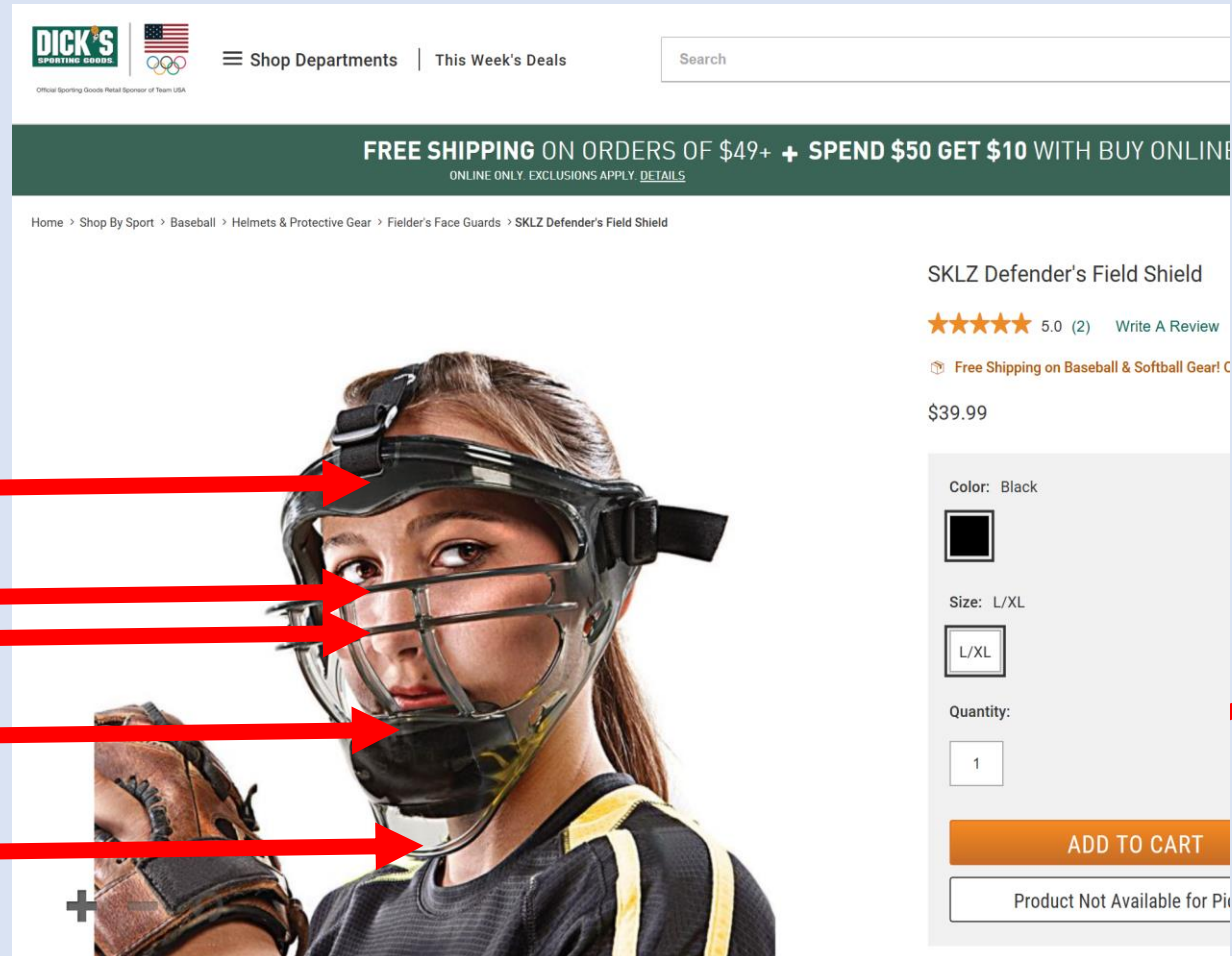 DICK'S
SPORTING GOODS
Official Sporting Goods Retail Sponsor of Team USA
Shop Departments | This Week's Deals
Search
FREE SHIPPING ON ORDERS OF $49+ + SPEND $50 GET $10 WITH BUY ONLINE
ONLINE ONLY. EXCLUSIONS APPLY. DETAILS
Home > Shop By Sport > Baseball > Helmets & Protective Gear > Fielder's Face Guards > SKLZ Defender's Field Shield
SKLZ Defender's Field Shield
5.0 (2) Write A Review
Free Shipping on Baseball & Softball Gear!
$39.99
Color: Black
Size: L/XL
L/XL
Quantity:
1
ADD TO CART
Product Not Available for